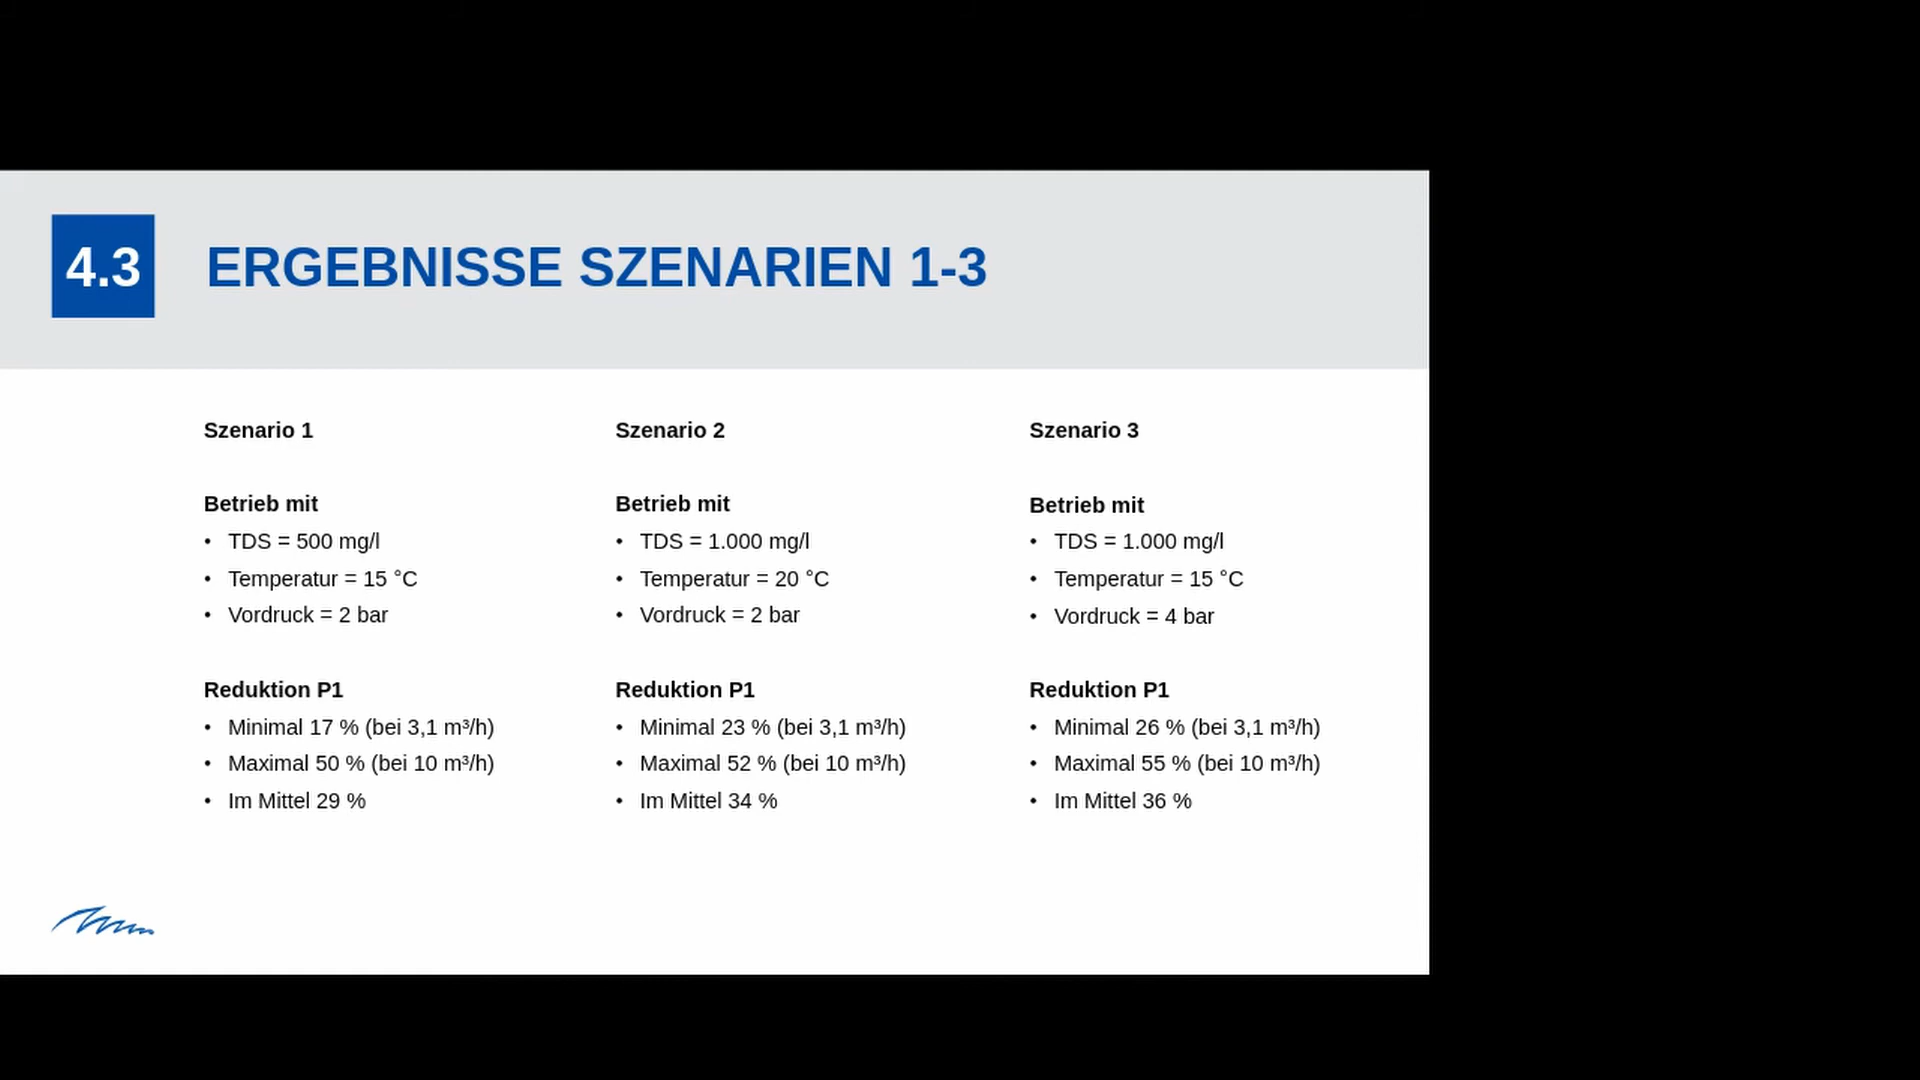 4.3
ERGEBNISSE SZENARIEN 1-3
Szenario 1
Betrieb mit
• TDS = 500 mg/l
• Temperatur = 15 °C
• Vordruck = 2 bar
Reduktion P1
• Minimal 17 % (bei 3,1 m³/h)
• Maximal 50 % (bei 10 m³/h)
• Im Mittel 29 %
Szenario 2
Betrieb mit
• TDS = 1.000 mg/l
• Temperatur = 20 °C
• Vordruck = 2 bar
Reduktion P1
• Minimal 23 % (bei 3,1 m³/h)
• Maximal 52 % (bei 10 m³/h)
• Im Mittel 34 %
Szenario 3
Betrieb mit
• TDS = 1.000 mg/l
• Temperatur = 15 °C
• Vordruck = 4 bar
Reduktion P1
• Minimal 26 % (bei 3,1 m³/h)
• Maximal 55 % (bei 10 m³/h)
• Im Mittel 36 %